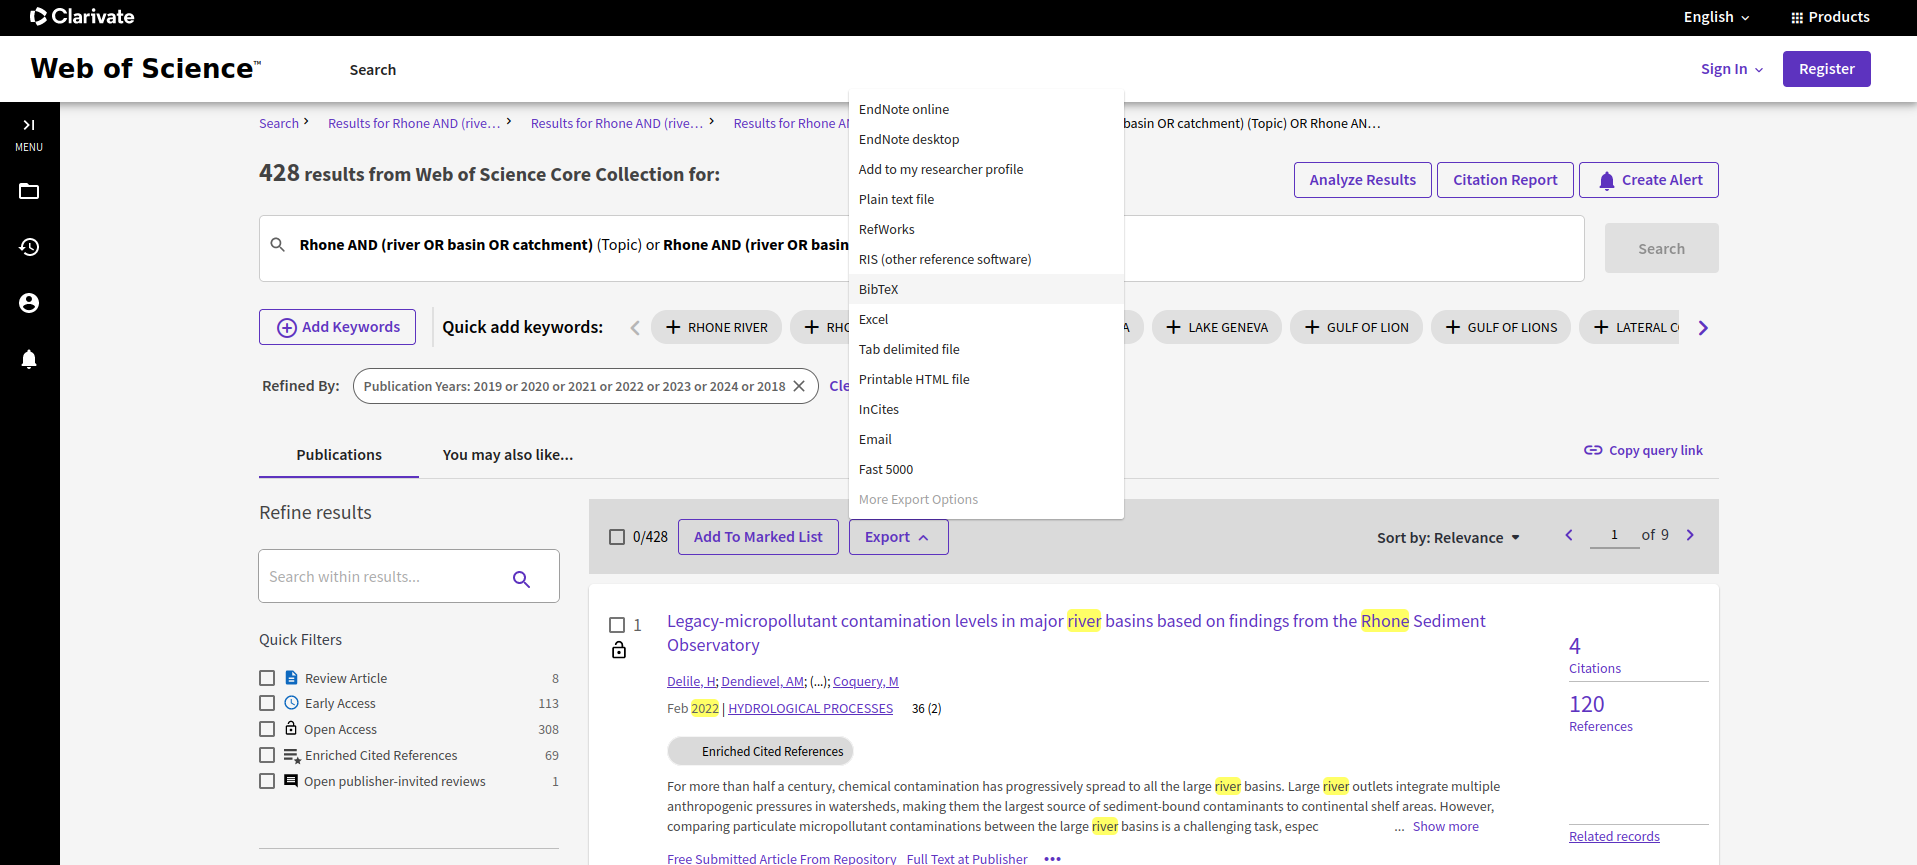 Clarivate
English
Products
Web of Science™
Search
Sign In
Register
MENU
Search
Results for Rhone AND (rive…
Results for Rhone AND (rive…
Results for Rhone A
basin OR catchment) (Topic) OR Rhone AN…
428 results from Web of Science Core Collection for:
Analyze Results
Citation Report
Create Alert
Rhone AND (river OR basin OR catchment) (Topic) or Rhone AND (river OR basin
Search
Add Keywords
Quick add keywords:
RHONE RIVER
RHO
A
LAKE GENEVA
GULF OF LION
GULF OF LIONS
LATERAL C
Refined By:
Publication Years: 2019 or 2020 or 2021 or 2022 or 2023 or 2024 or 2018
Cle
EndNote online
EndNote desktop
Add to my researcher profile
Plain text file
RefWorks
RIS (other reference software)
BibTeX
Excel
Tab delimited file
Printable HTML file
InCites
Email
Fast 5000
More Export Options
Publications
You may also like...
Copy query link
Refine results
Search within results...
Quick Filters
Review Article 8
Early Access 113
Open Access 308
Enriched Cited References 69
Open publisher-invited reviews 1
0/428
Add To Marked List
Export
Sort by: Relevance
1 of 9
1
Legacy-micropollutant contamination levels in major river basins based on findings from the Rhone Sediment
Observatory
Delile, H; Dendievel, AM; (...); Coquery, M
Feb 2022 | HYDROLOGICAL PROCESSES 36 (2)
Enriched Cited References
For more than half a century, chemical contamination has progressively spread to all the large river basins. Large river outlets integrate multiple
anthropogenic pressures in watersheds, making them the largest source of sediment-bound contaminants to continental shelf areas. However,
comparing particulate micropollutant contaminations between the large river basins is a challenging task, espec ... Show more
Free Submitted Article From Repository Full Text at Publisher •••
4
Citations
120
References
Related records